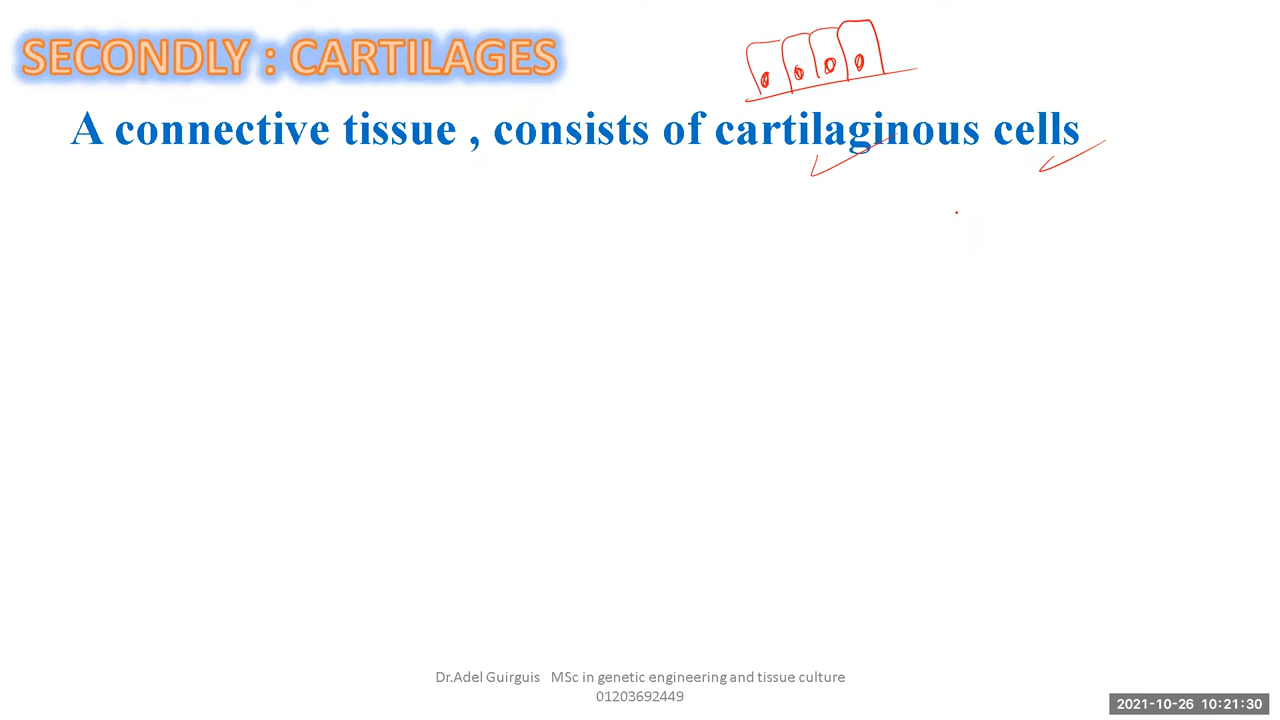 SECONDLY : CARTILAGES
A connective tissue , consists of cartilaginous cells
Dr.Adel Guirguis MSc in genetic engineering and tissue culture
01203692449
2021-10-26 10:21:30